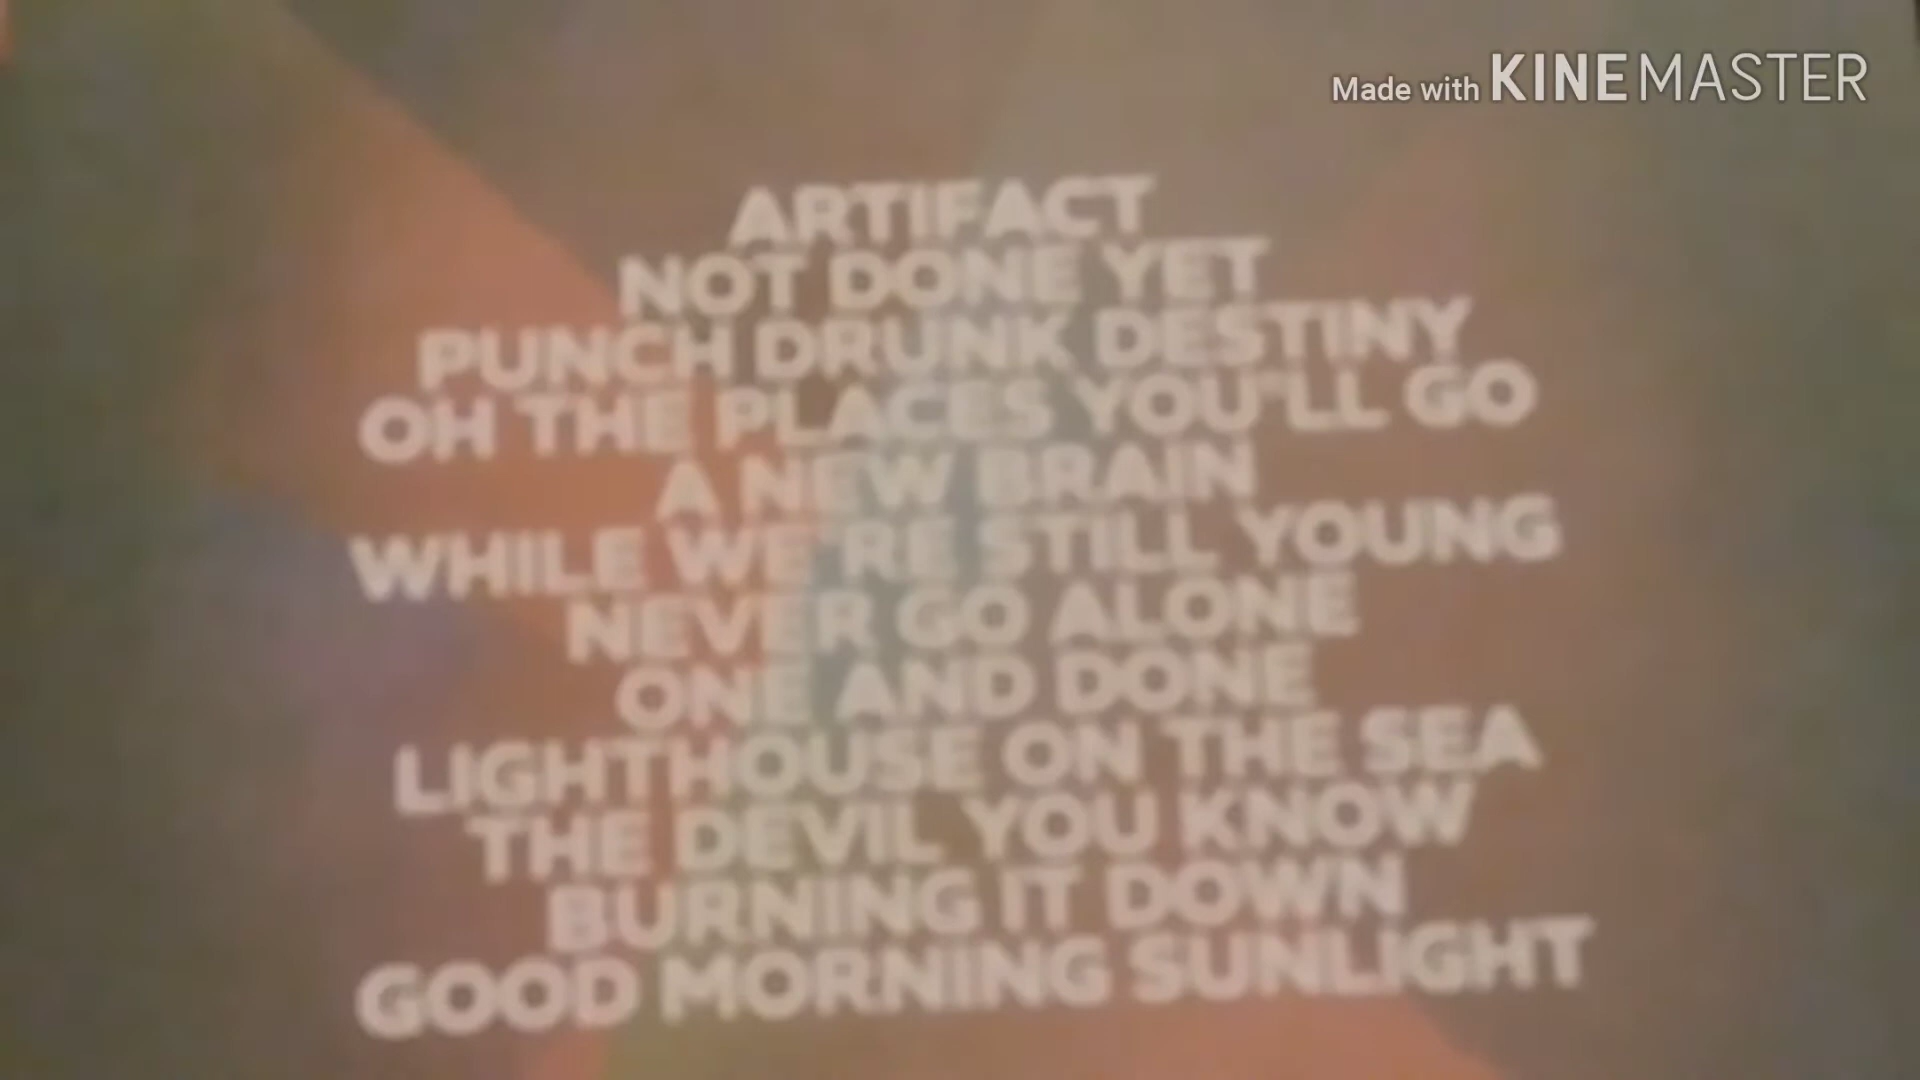 Made with KINEMASTER
ARTIFACT
NOT DONE YET
PUNCH DRUNK DESTINY
OH THE PLACES YOU'LL GO
A NEW BRAIN
WHILE WE'RE STILL YOUNG
NEVER GO ALONE
ONE AND DONE
LIGHTHOUSE ON THE SEA
THE DEVIL YOU KNOW
BURNING IT DOWN
GOOD MORNING SUNLIGHT